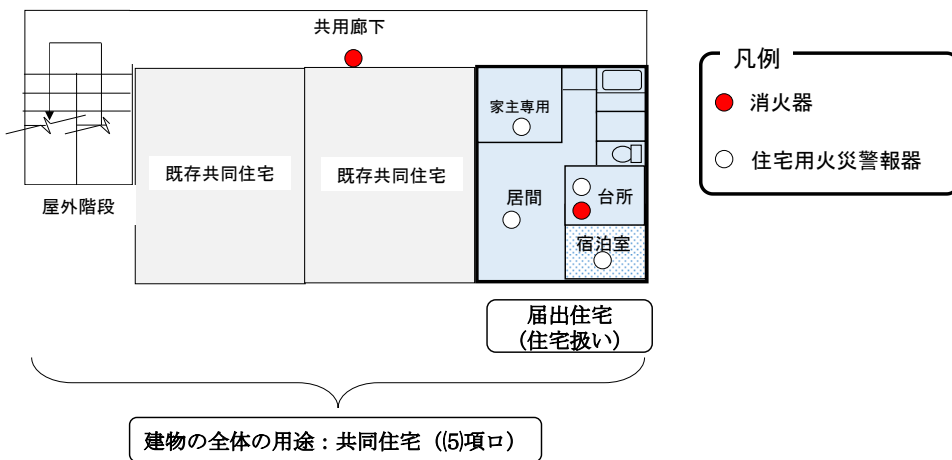 共用廊下
凡例
消火器
住宅用火災警報器
家主専用
既存共同住宅
既存共同住宅
居間
台所
宿泊室
屋外階段
届出住宅
(住宅扱い)
建物の全体の用途：共同住宅（(5)項ロ）